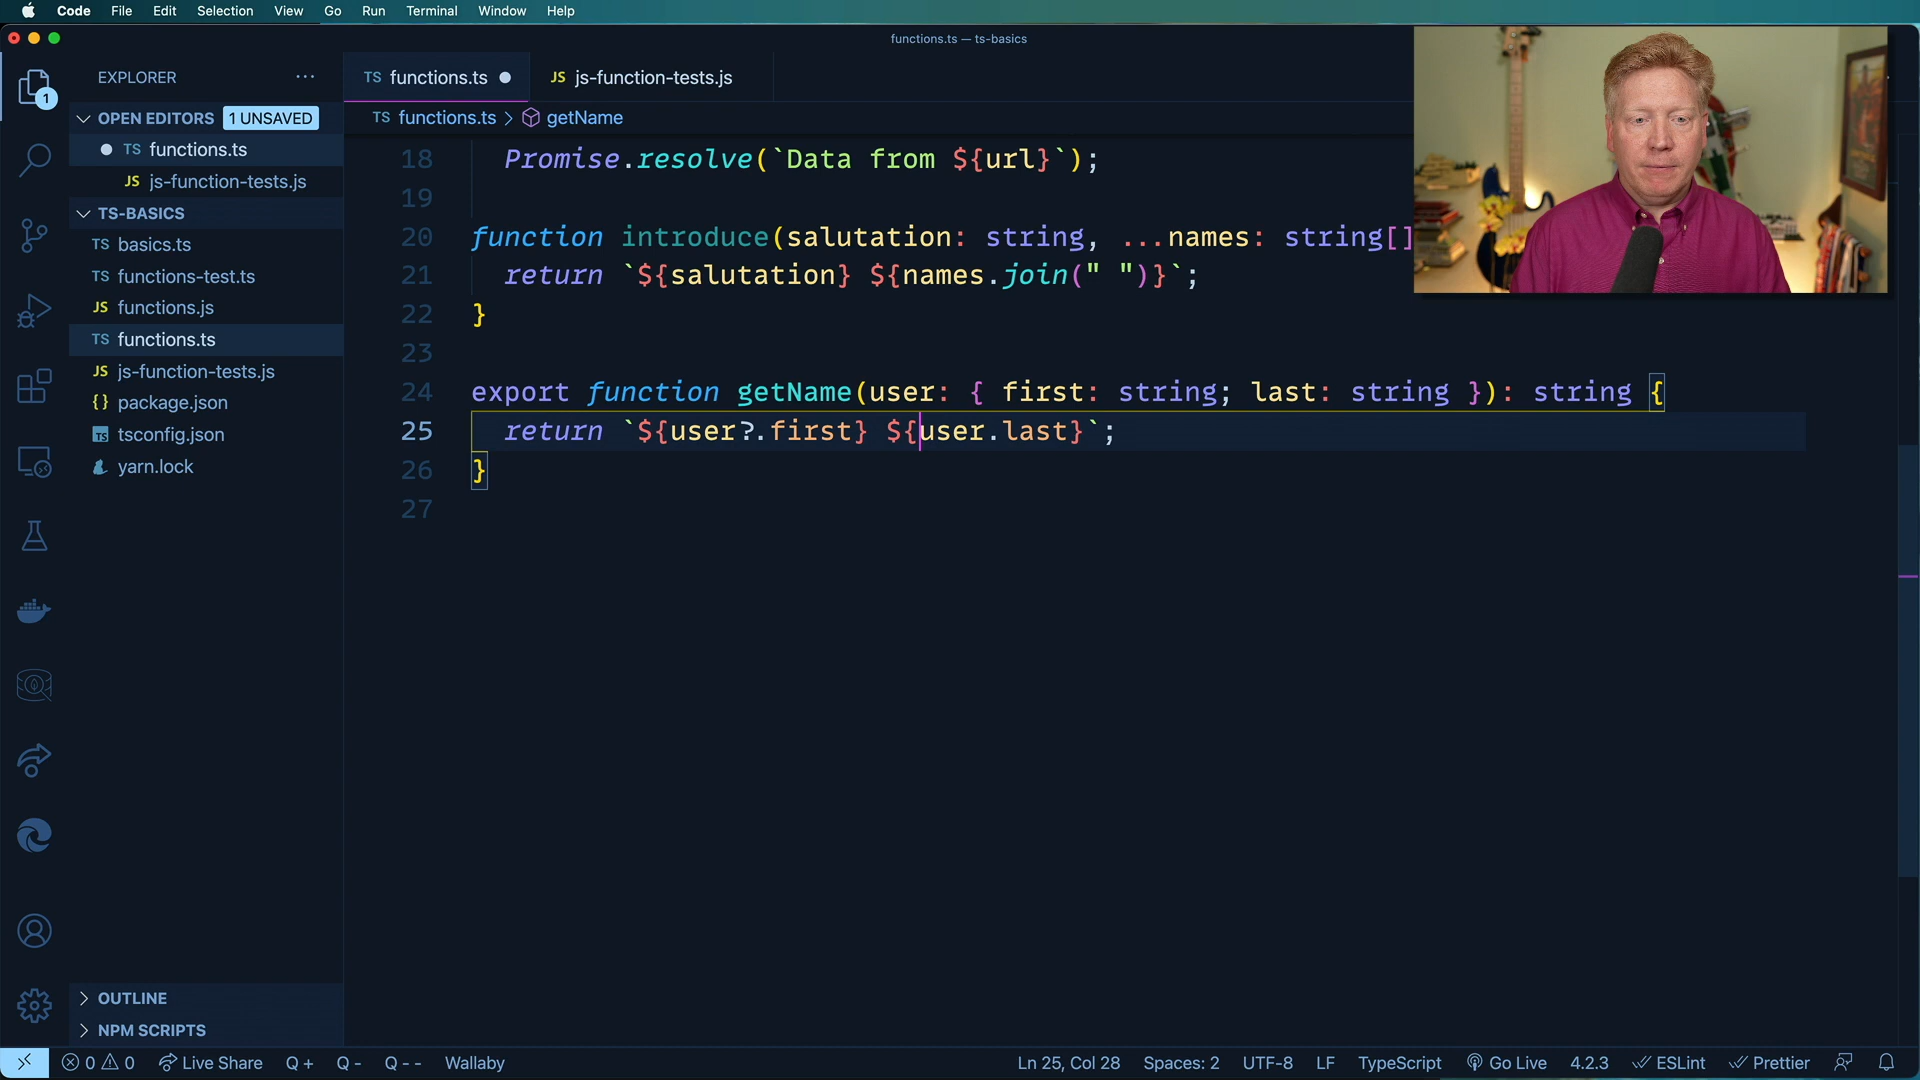 Code File Edit Selection View Go Run Terminal Window Help
functions.ts — ts-basics
EXPLORER ···
TS functions.ts
JS js-function-tests.js
1
OPEN EDITORS 1 UNSAVED
TS functions.ts > getName
TS functions.ts
JS js-function-tests.js
TS-BASICS
TS basics.ts
TS functions-test.ts
JS functions.js
TS functions.ts
JS js-function-tests.js
{} package.json
TS tsconfig.json
yarn.lock
18 Promise.resolve(`Data from ${url}`);
19
20 function introduce(salutation: string, ...names: string[]
21 return `${salutation} ${names.join(" ")}`;
22 }
23
24 export function getName(user: { first: string; last: string }): string {
25 return `${user?.first} ${user.last}`;
26 }
27
OUTLINE
NPM SCRIPTS
0 0 Live Share Q + Q - Q - - Wallaby Ln 25, Col 28 Spaces: 2 UTF-8 LF TypeScript Go Live 4.2.3 ESLint Prettier